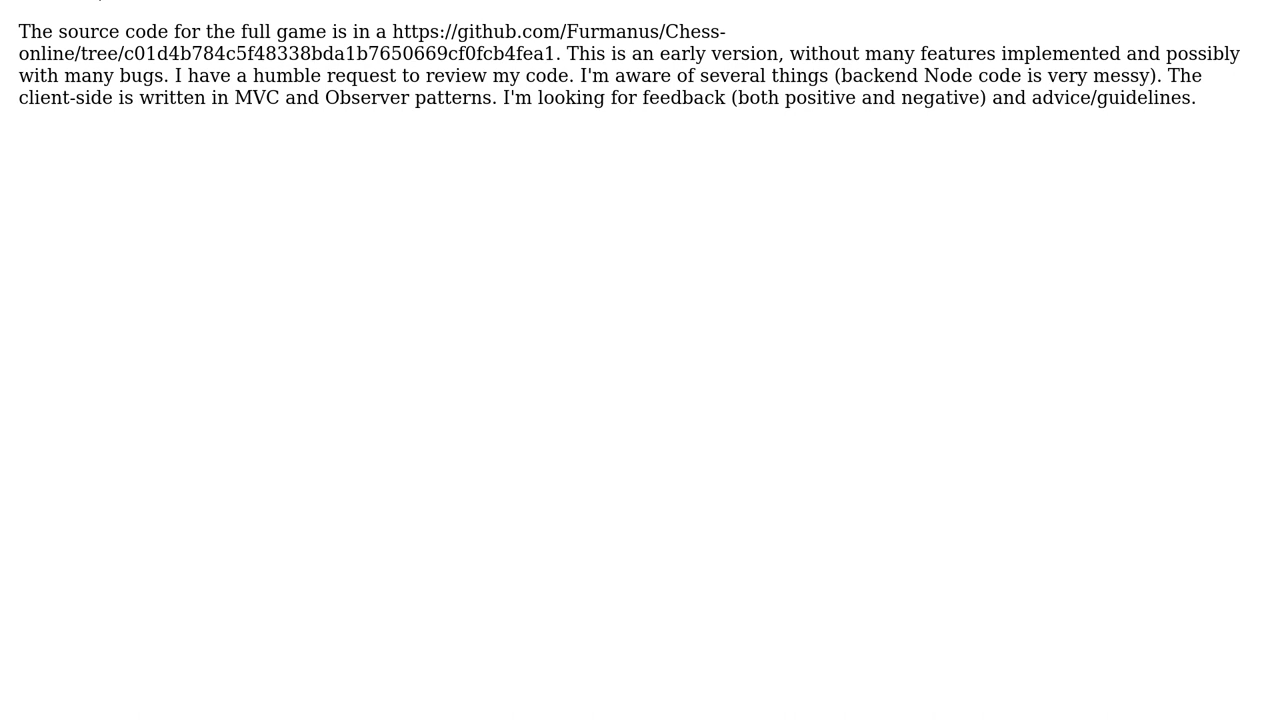 The source code for the full game is in a https://github.com/Furmanus/Chess-
online/tree/c01d4b784c5f48338bda1b7650669cf0fcb4fea1. This is an early version, without many features implemented and possibly
with many bugs. I have a humble request to review my code. I'm aware of several things (backend Node code is very messy). The
client-side is written in MVC and Observer patterns. I'm looking for feedback (both positive and negative) and advice/guidelines.